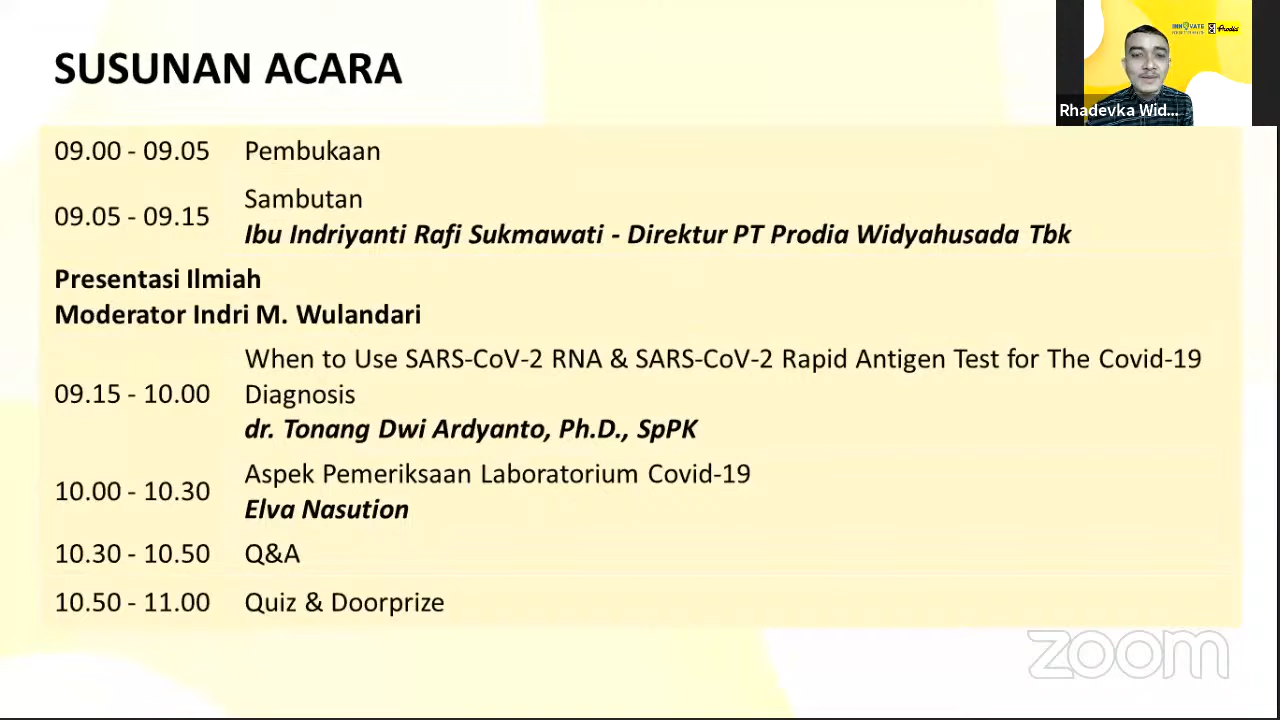 SUSUNAN ACARA
INNOVATE
Prodia
Rhadevka Wid...
09.00 - 09.05 Pembukaan
09.05 - 09.15 Sambutan
Ibu Indriyanti Rafi Sukmawati - Direktur PT Prodia Widyahusada Tbk
Presentasi Ilmiah
Moderator Indri M. Wulandari
09.15 - 10.00 When to Use SARS-CoV-2 RNA & SARS-CoV-2 Rapid Antigen Test for The Covid-19
Diagnosis
dr. Tonang Dwi Ardyanto, Ph.D., SpPK
10.00 - 10.30 Aspek Pemeriksaan Laboratorium Covid-19
Elva Nasution
10.30 - 10.50 Q&A
10.50 - 11.00 Quiz & Doorprize
zoom